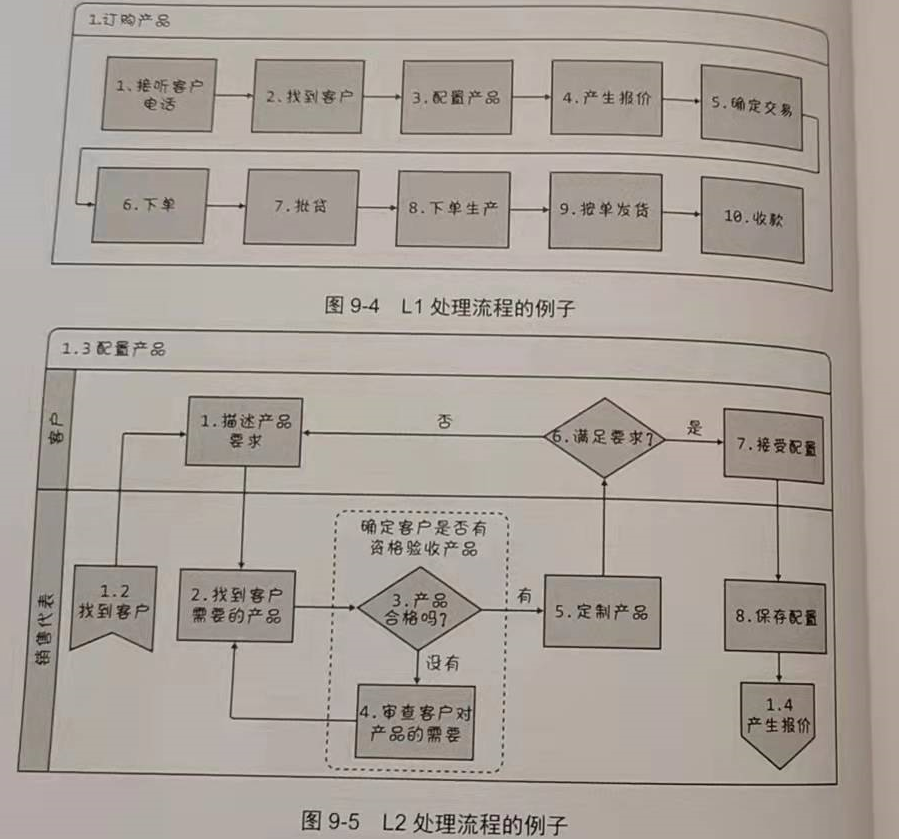 1.订购产品
1、接听客户
电话
2.找到客户
3.配置产品
4.产生报价
5.确定交易
6.下单
7.批贷
8.下单生产
9.按单发货
10.收款
图 9-4 L1 处理流程的例子
1.3配置产品
客户
1.描述产品
要求
否
6.满足要求?
是
7.接受配置
销售代表
确定客户是否有
资格验收产品
1.2
找到客户
2.找到客户
需要的产品
3.产品
合格吗?
有
5.定制产品
8.保存配置
没有
4.审查客户对
产品的需要
1.4
产生报价
图 9-5 L2 处理流程的例子